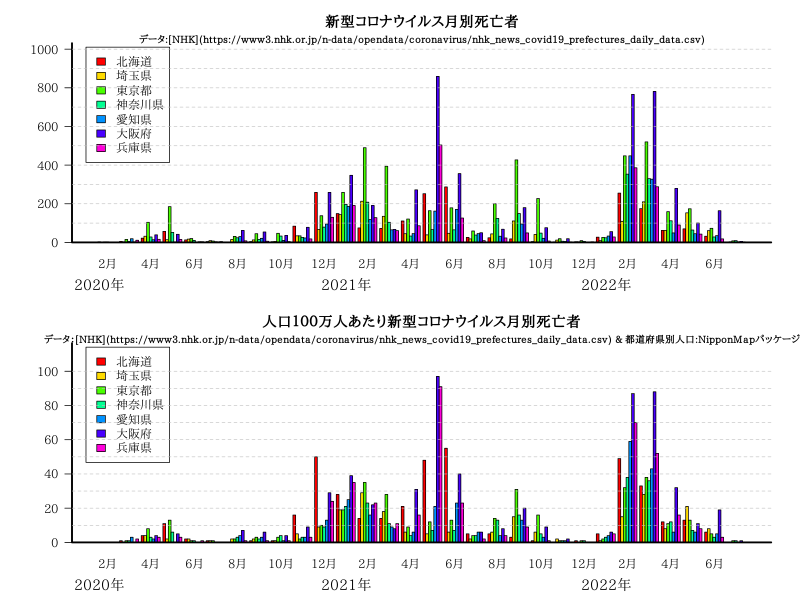 新型コロナウイルス月別死亡者
データ:[NHK](https://www3.nhk.or.jp/n-data/opendata/coronavirus/nhk_news_covid19_prefectures_daily_data.csv)
1000
800
600
400
200
0
北海道
埼玉県
東京都
神奈川県
愛知県
大阪府
兵庫県
2月 4月 6月 8月 10月 12月 2月 4月 6月 8月 10月 12月 2月 4月 6月
2020年 2021年 2022年
人口100万人あたり新型コロナウイルス月別死亡者
データ:[NHK](https://www3.nhk.or.jp/n-data/opendata/coronavirus/nhk_news_covid19_prefectures_daily_data.csv) & 都道府県別人口:NipponMapパッケージ
100
80
60
40
20
0
北海道
埼玉県
東京都
神奈川県
愛知県
大阪府
兵庫県
2月 4月 6月 8月 10月 12月 2月 4月 6月 8月 10月 12月 2月 4月 6月
2020年 2021年 2022年